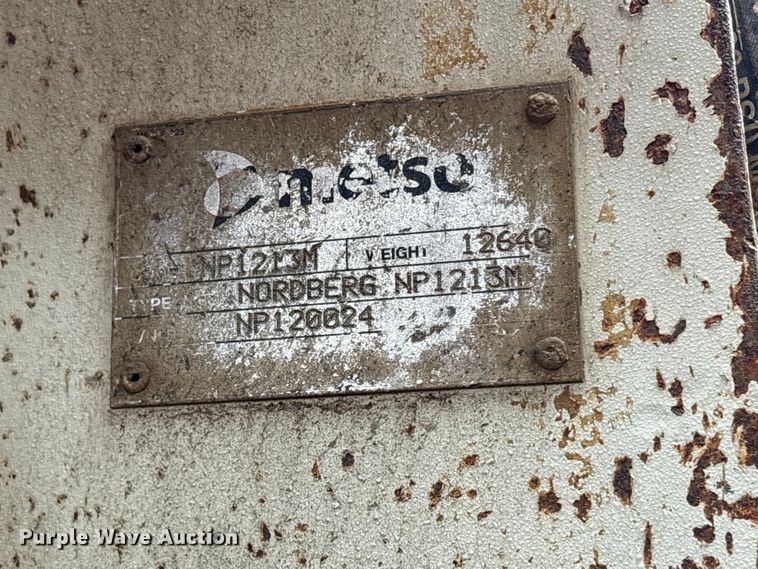 metso
NP1213M WEIGHT 12640
TYPE NORDBERG NP1213M
NP120024
Purple Wave Auction